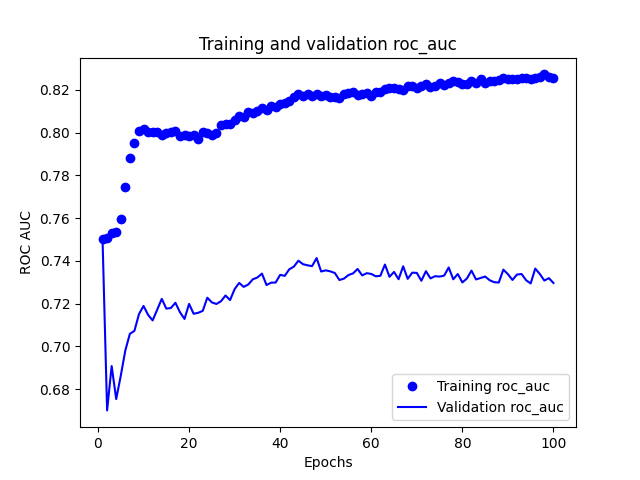 Training and validation roc_auc
ROC AUC
0.82
0.80
0.78
0.76
0.74
0.72
0.70
0.68
0 20 40 60 80 100
Epochs
Training roc_auc
Validation roc_auc